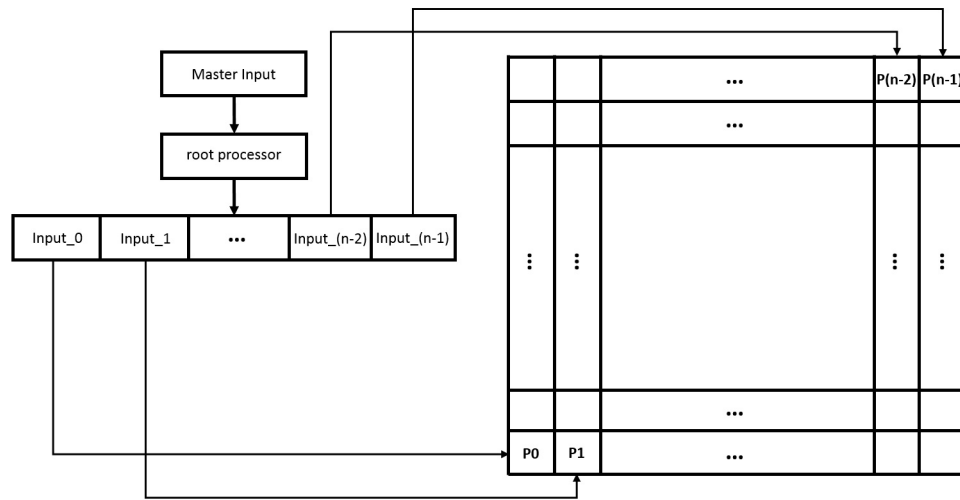 Master Input
root processor
Input_0 Input_1 ... Input_(n-2) Input_(n-1)
... P(n-2) P(n-1)
...
... ... ... ...
...
P0 P1 ...